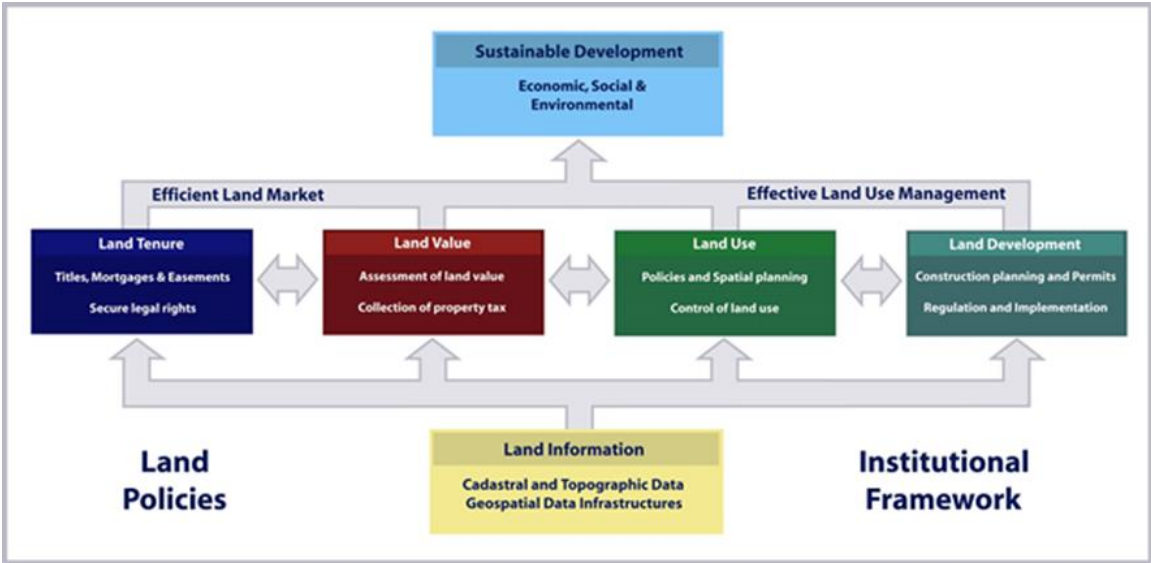 Sustainable Development
Economic, Social &
Environmental
Efficient Land Market
Effective Land Use Management
Land Tenure
Titles, Mortgages & Easements
Secure legal rights
Land Value
Assessment of land value
Collection of property tax
Land Use
Policies and Spatial planning
Control of land use
Land Development
Construction planning and Permits
Regulation and Implementation
Land
Policies
Land Information
Cadastral and Topographic Data
Geospatial Data Infrastructures
Institutional
Framework